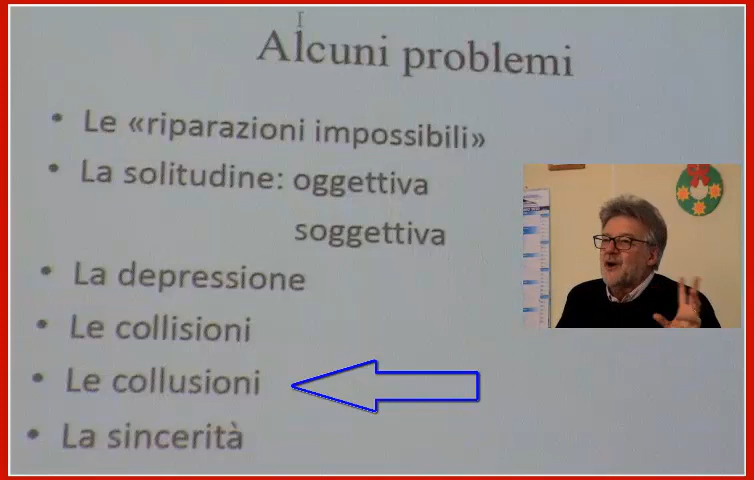 Alcuni problemi
• Le «riparazioni impossibili»
• La solitudine: oggettiva
soggettiva
• La depressione
• Le collisioni
• Le collusioni
• La sincerità